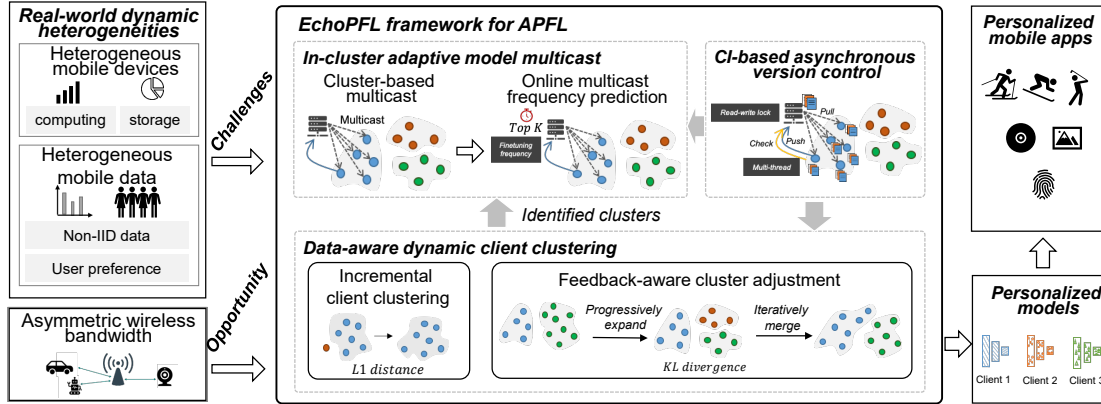 Real-world dynamic
heterogeneities
Heterogeneous
mobile devices
computing
storage
Heterogeneous
mobile data
Non-IID data
User preference
Asymmetric wireless
bandwidth
Challenges
Opportunity
EchoPFL framework for APFL
In-cluster adaptive model multicast
Cluster-based
multicast
Multicast
Online multicast
frequency prediction
Top K
Finetuning
frequency
CI-based asynchronous
version control
Read-write lock
Pull
Push
Check
Multi-thread
Identified clusters
Data-aware dynamic client clustering
Incremental
client clustering
L1 distance
Feedback-aware cluster adjustment
Progressively
expand
Iteratively
merge
KL divergence
Personalized
mobile apps
Personalized
models
Client 1
Client 2
Client 3